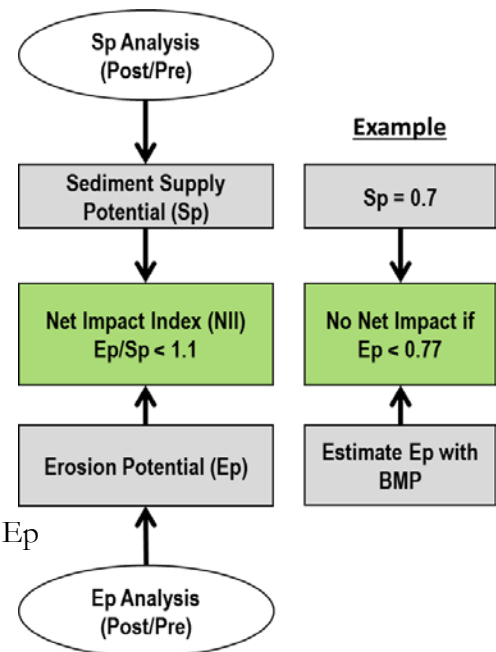 Sp Analysis
(Post/Pre)
Example
Sediment Supply
Potential (Sp)
Sp = 0.7
Net Impact Index (NII)
Ep/Sp < 1.1
No Net Impact if
Ep < 0.77
Erosion Potential (Ep)
Estimate Ep with
BMP
Ep
Ep Analysis
(Post/Pre)